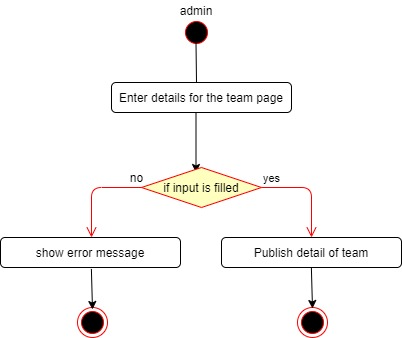 admin
Enter details for the team page
no
if input is filled
yes
show error message
Publish detail of team